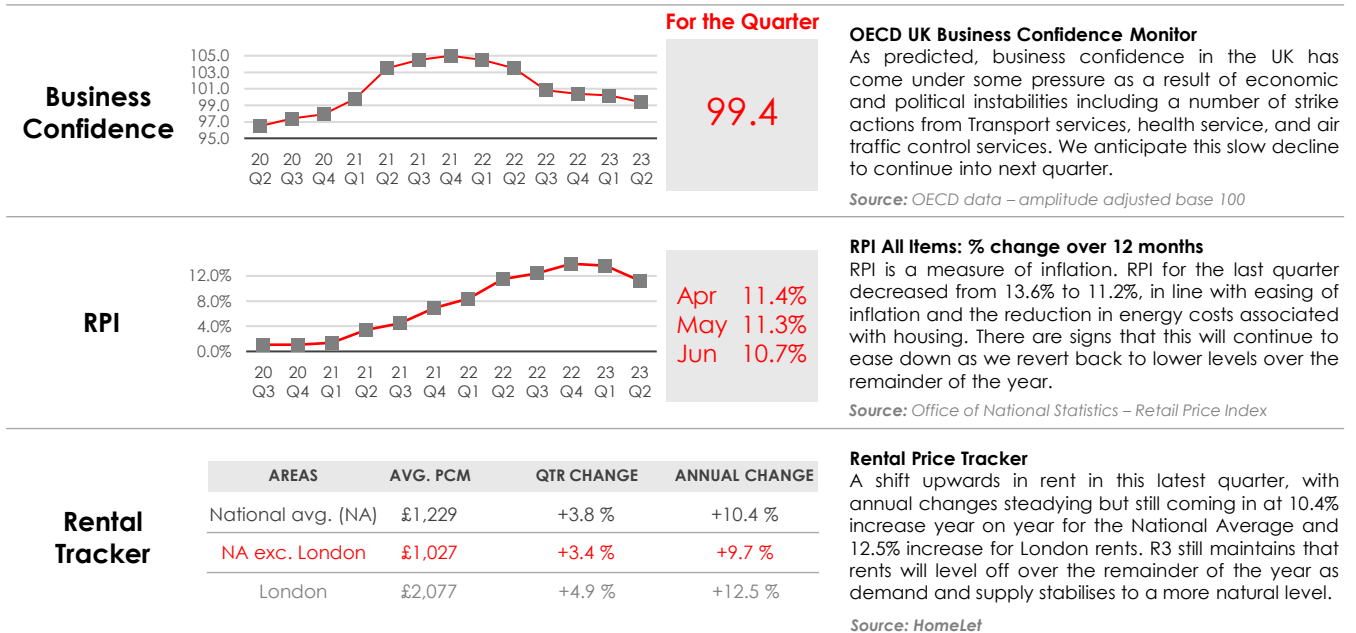 For the Quarter
Business
Confidence
105.0
103.0
101.0
99.0
97.0
95.0
20 20 20 21 21 21 21 22 22 22 22 23 23
Q2 Q3 Q4 Q1 Q2 Q3 Q4 Q1 Q2 Q3 Q4 Q1 Q2
99.4
OECD UK Business Confidence Monitor
As predicted, business confidence in the UK has
come under some pressure as a result of economic
and political instabilities including a number of strike
actions from Transport services, health service, and air
traffic control services. We anticipate this slow decline
to continue into next quarter.
Source: OECD data – amplitude adjusted base 100
RPI
12.0%
8.0%
4.0%
0.0%
20 20 21 21 21 21 22 22 22 22 23 23
Q3 Q4 Q1 Q2 Q3 Q4 Q1 Q2 Q3 Q4 Q1 Q2
Apr 11.4%
May 11.3%
Jun 10.7%
RPI All Items: % change over 12 months
RPI is a measure of inflation. RPI for the last quarter
decreased from 13.6% to 11.2%, in line with easing of
inflation and the reduction in energy costs associated
with housing. There are signs that this will continue to
ease down as we revert back to lower levels over the
remainder of the year.
Source: Office of National Statistics – Retail Price Index
Rental
Tracker
AREAS AVG. PCM QTR CHANGE ANNUAL CHANGE
National avg. (NA) £1,229 +3.8 % +10.4 %
NA exc. London £1,027 +3.4 % +9.7 %
London £2,077 +4.9 % +12.5 %
Rental Price Tracker
A shift upwards in rent in this latest quarter, with
annual changes steadying but still coming in at 10.4%
increase year on year for the National Average and
12.5% increase for London rents. R3 still maintains that
rents will level off over the remainder of the year as
demand and supply stabilises to a more natural level.
Source: HomeLet